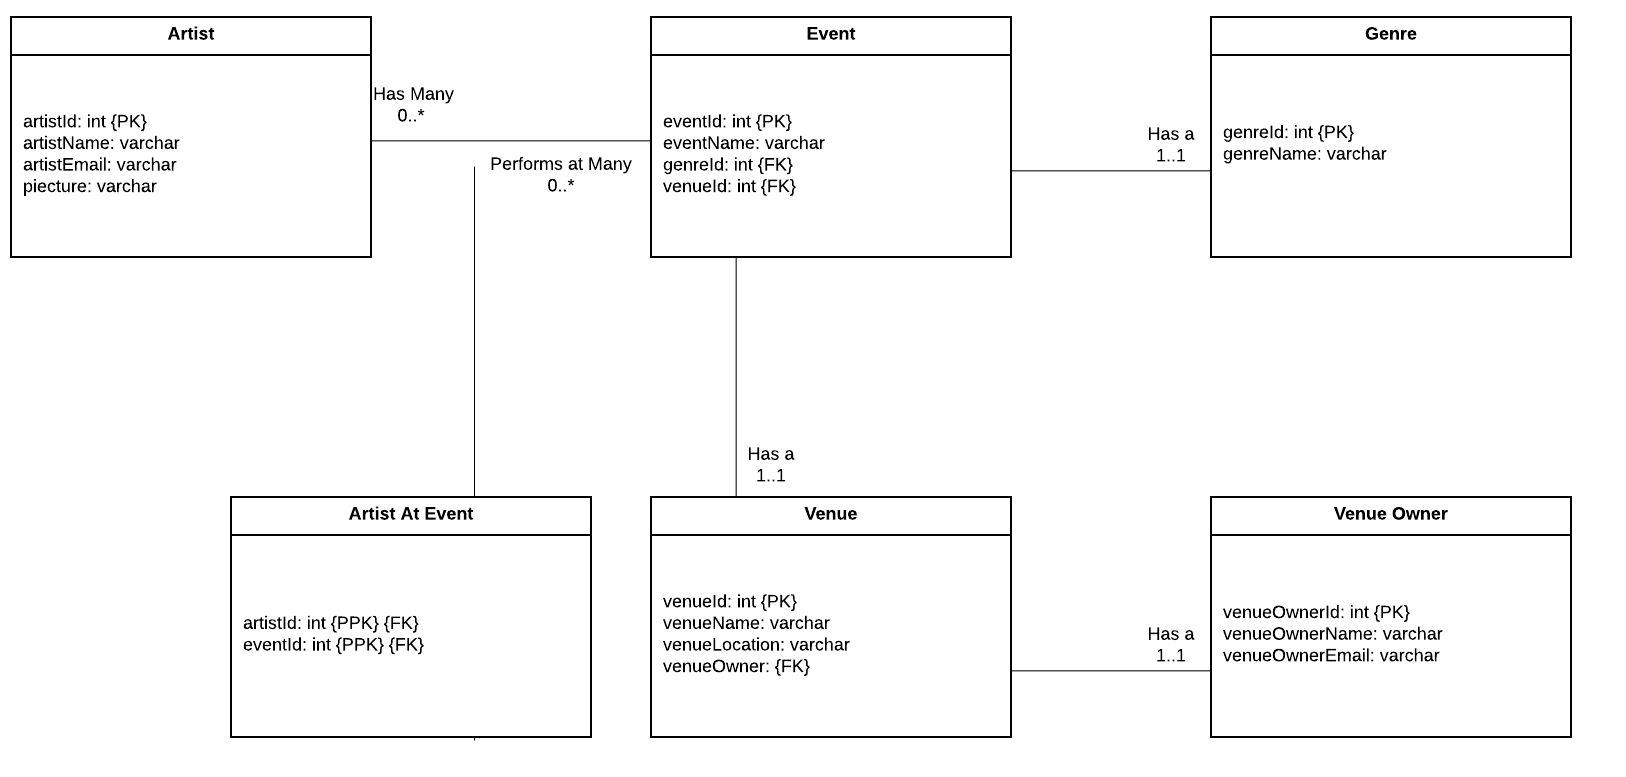 Artist
artistId: int {PK}
artistName: varchar
artistEmail: varchar
piecture: varchar
Has Many
0..*
Performs at Many
0..*
Event
eventId: int {PK}
eventName: varchar
genreId: int {FK}
venueId: int {FK}
Has a
1..1
Genre
genreId: int {PK}
genreName: varchar
Artist At Event
artistId: int {PPK} {FK}
eventId: int {PPK} {FK}
Has a
1..1
Venue
venueId: int {PK}
venueName: varchar
venueLocation: varchar
venueOwner: {FK}
Has a
1..1
Venue Owner
venueOwnerId: int {PK}
venueOwnerName: varchar
venueOwnerEmail: varchar